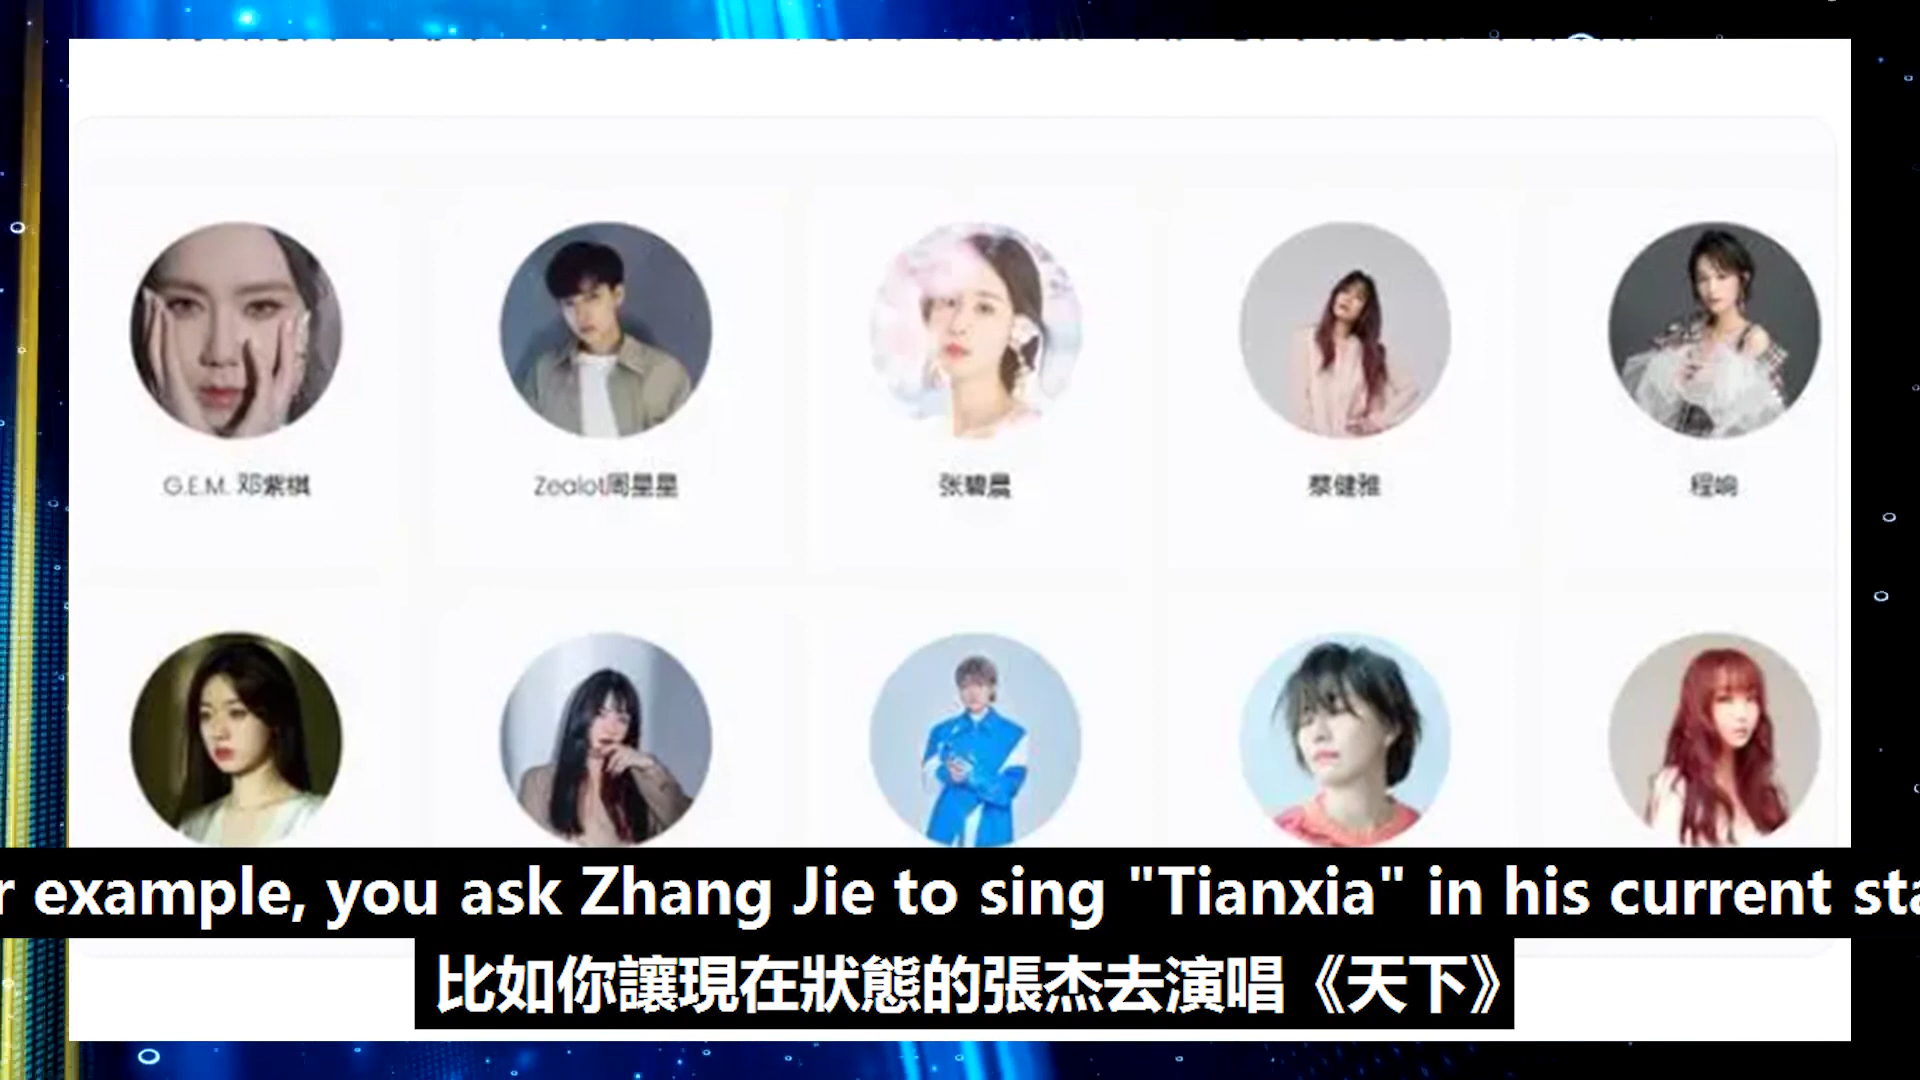 G.E.M. 邓紫棋
Zealot周星星
张碧晨
蔡健雅
程响
r example, you ask Zhang Jie to sing "Tianxia" in his current sta
比如你讓現在狀態的張杰去演唱《天下》